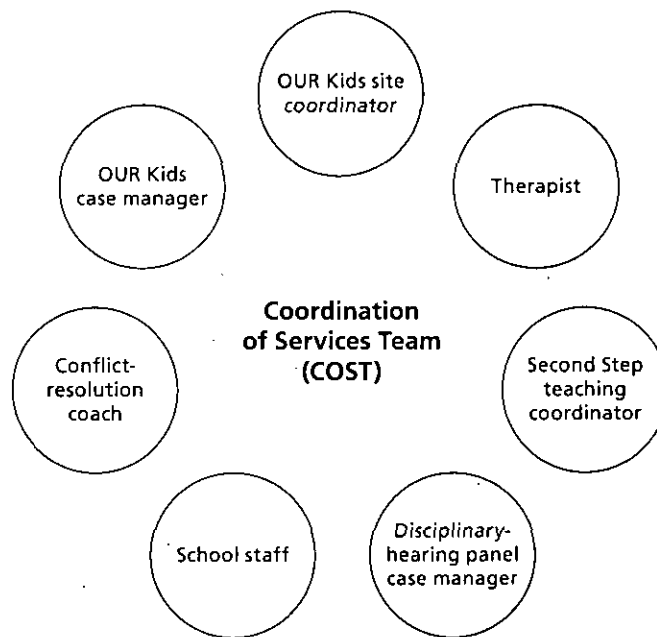 OUR Kids site
coordinator
OUR Kids
case manager
Therapist
Coordination
of Services Team
(COST)
Conflict-
resolution
coach
Second Step
teaching
coordinator
School staff
Disciplinary-
hearing panel
case manager